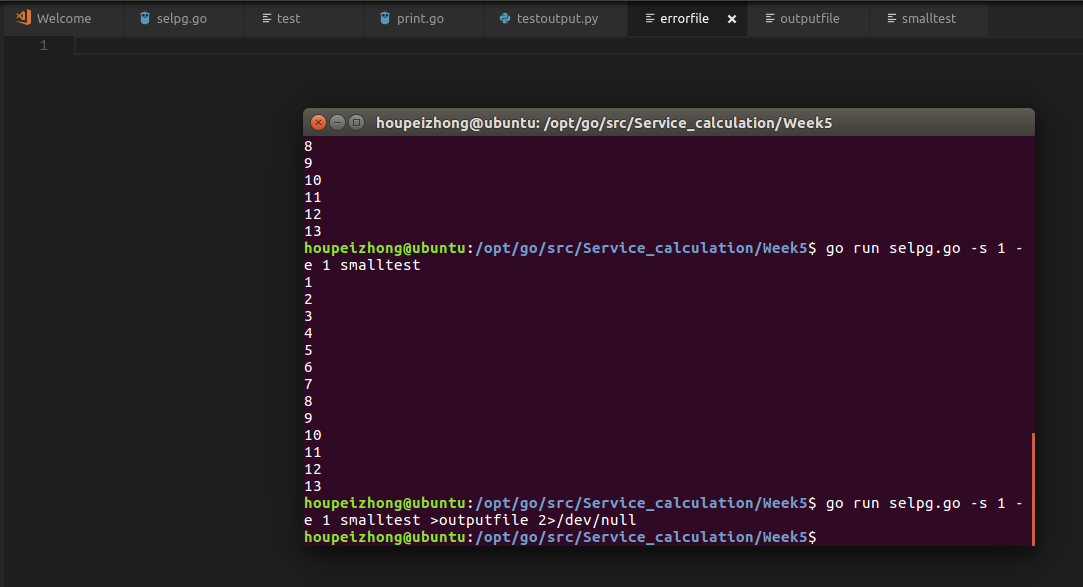 Welcome selpg.go test print.go testoutput.py errorfile outputfile smalltest
1
houpeizhong@ubuntu: /opt/go/src/Service_calculation/Week5
8
9
10
11
12
13
houpeizhong@ubuntu:/opt/go/src/Service_calculation/Week5$ go run selpg.go -s 1 -
e 1 smalltest
1
2
3
4
5
6
7
8
9
10
11
12
13
houpeizhong@ubuntu:/opt/go/src/Service_calculation/Week5$ go run selpg.go -s 1 -
e 1 smalltest >outputfile 2>/dev/null
houpeizhong@ubuntu:/opt/go/src/Service_calculation/Week5$